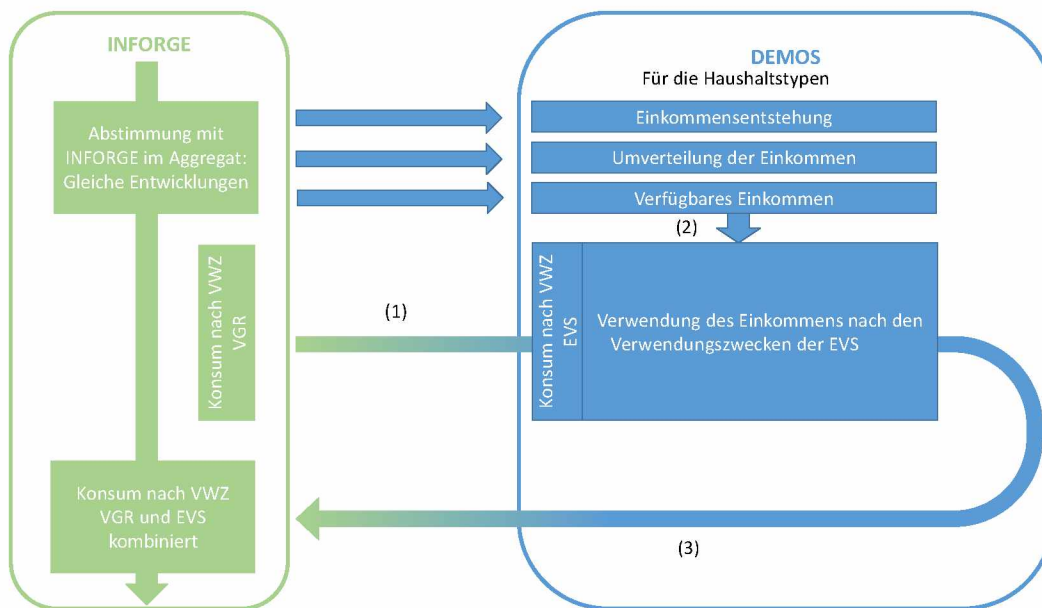 INFORGE
Abstimmung mit
INFORGE im Aggregat:
Gleiche Entwicklungen
Konsum nach VWZ
VGR
Konsum nach VWZ
VGR und EVS
kombiniert
(1)
DEMOS
Für die Haushaltstypen
Einkommensentstehung
Umverteilung der Einkommen
Verfügbares Einkommen
(2)
Konsum nach VWZ
EVS
Verwendung des Einkommens nach den
Verwendungszwecken der EVS
(3)